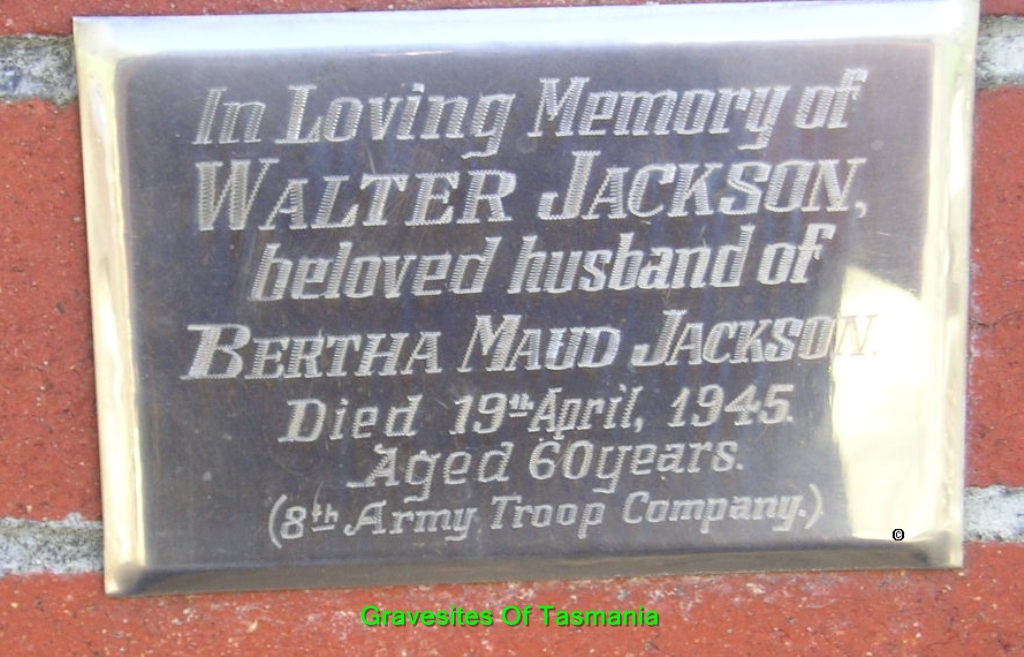 In Loving Memory of
WALTER JACKSON,
beloved husband of
BERTHA MAUD JACKSON.
Died 19th April, 1945.
Aged 60 years.
(8th Army Troop Company.)
©
Gravesites Of Tasmania